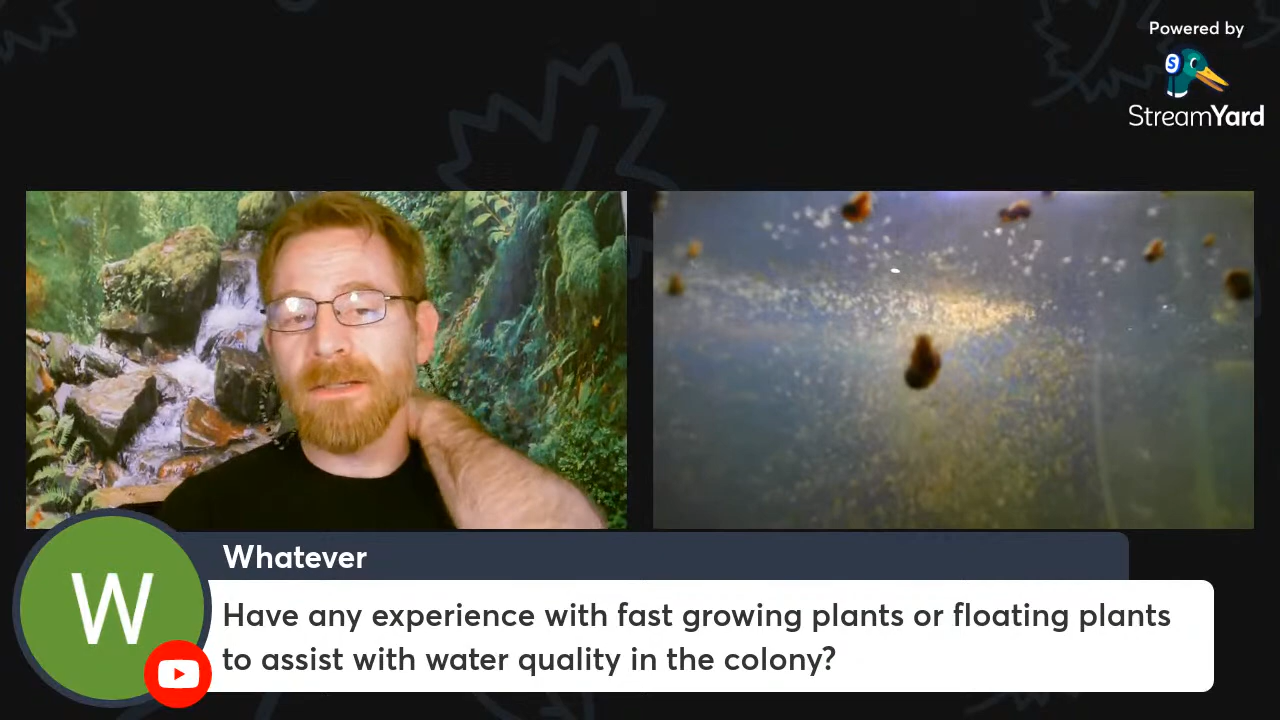 Powered by
S
StreamYard
Whatever
W
Have any experience with fast growing plants or floating plants
to assist with water quality in the colony?